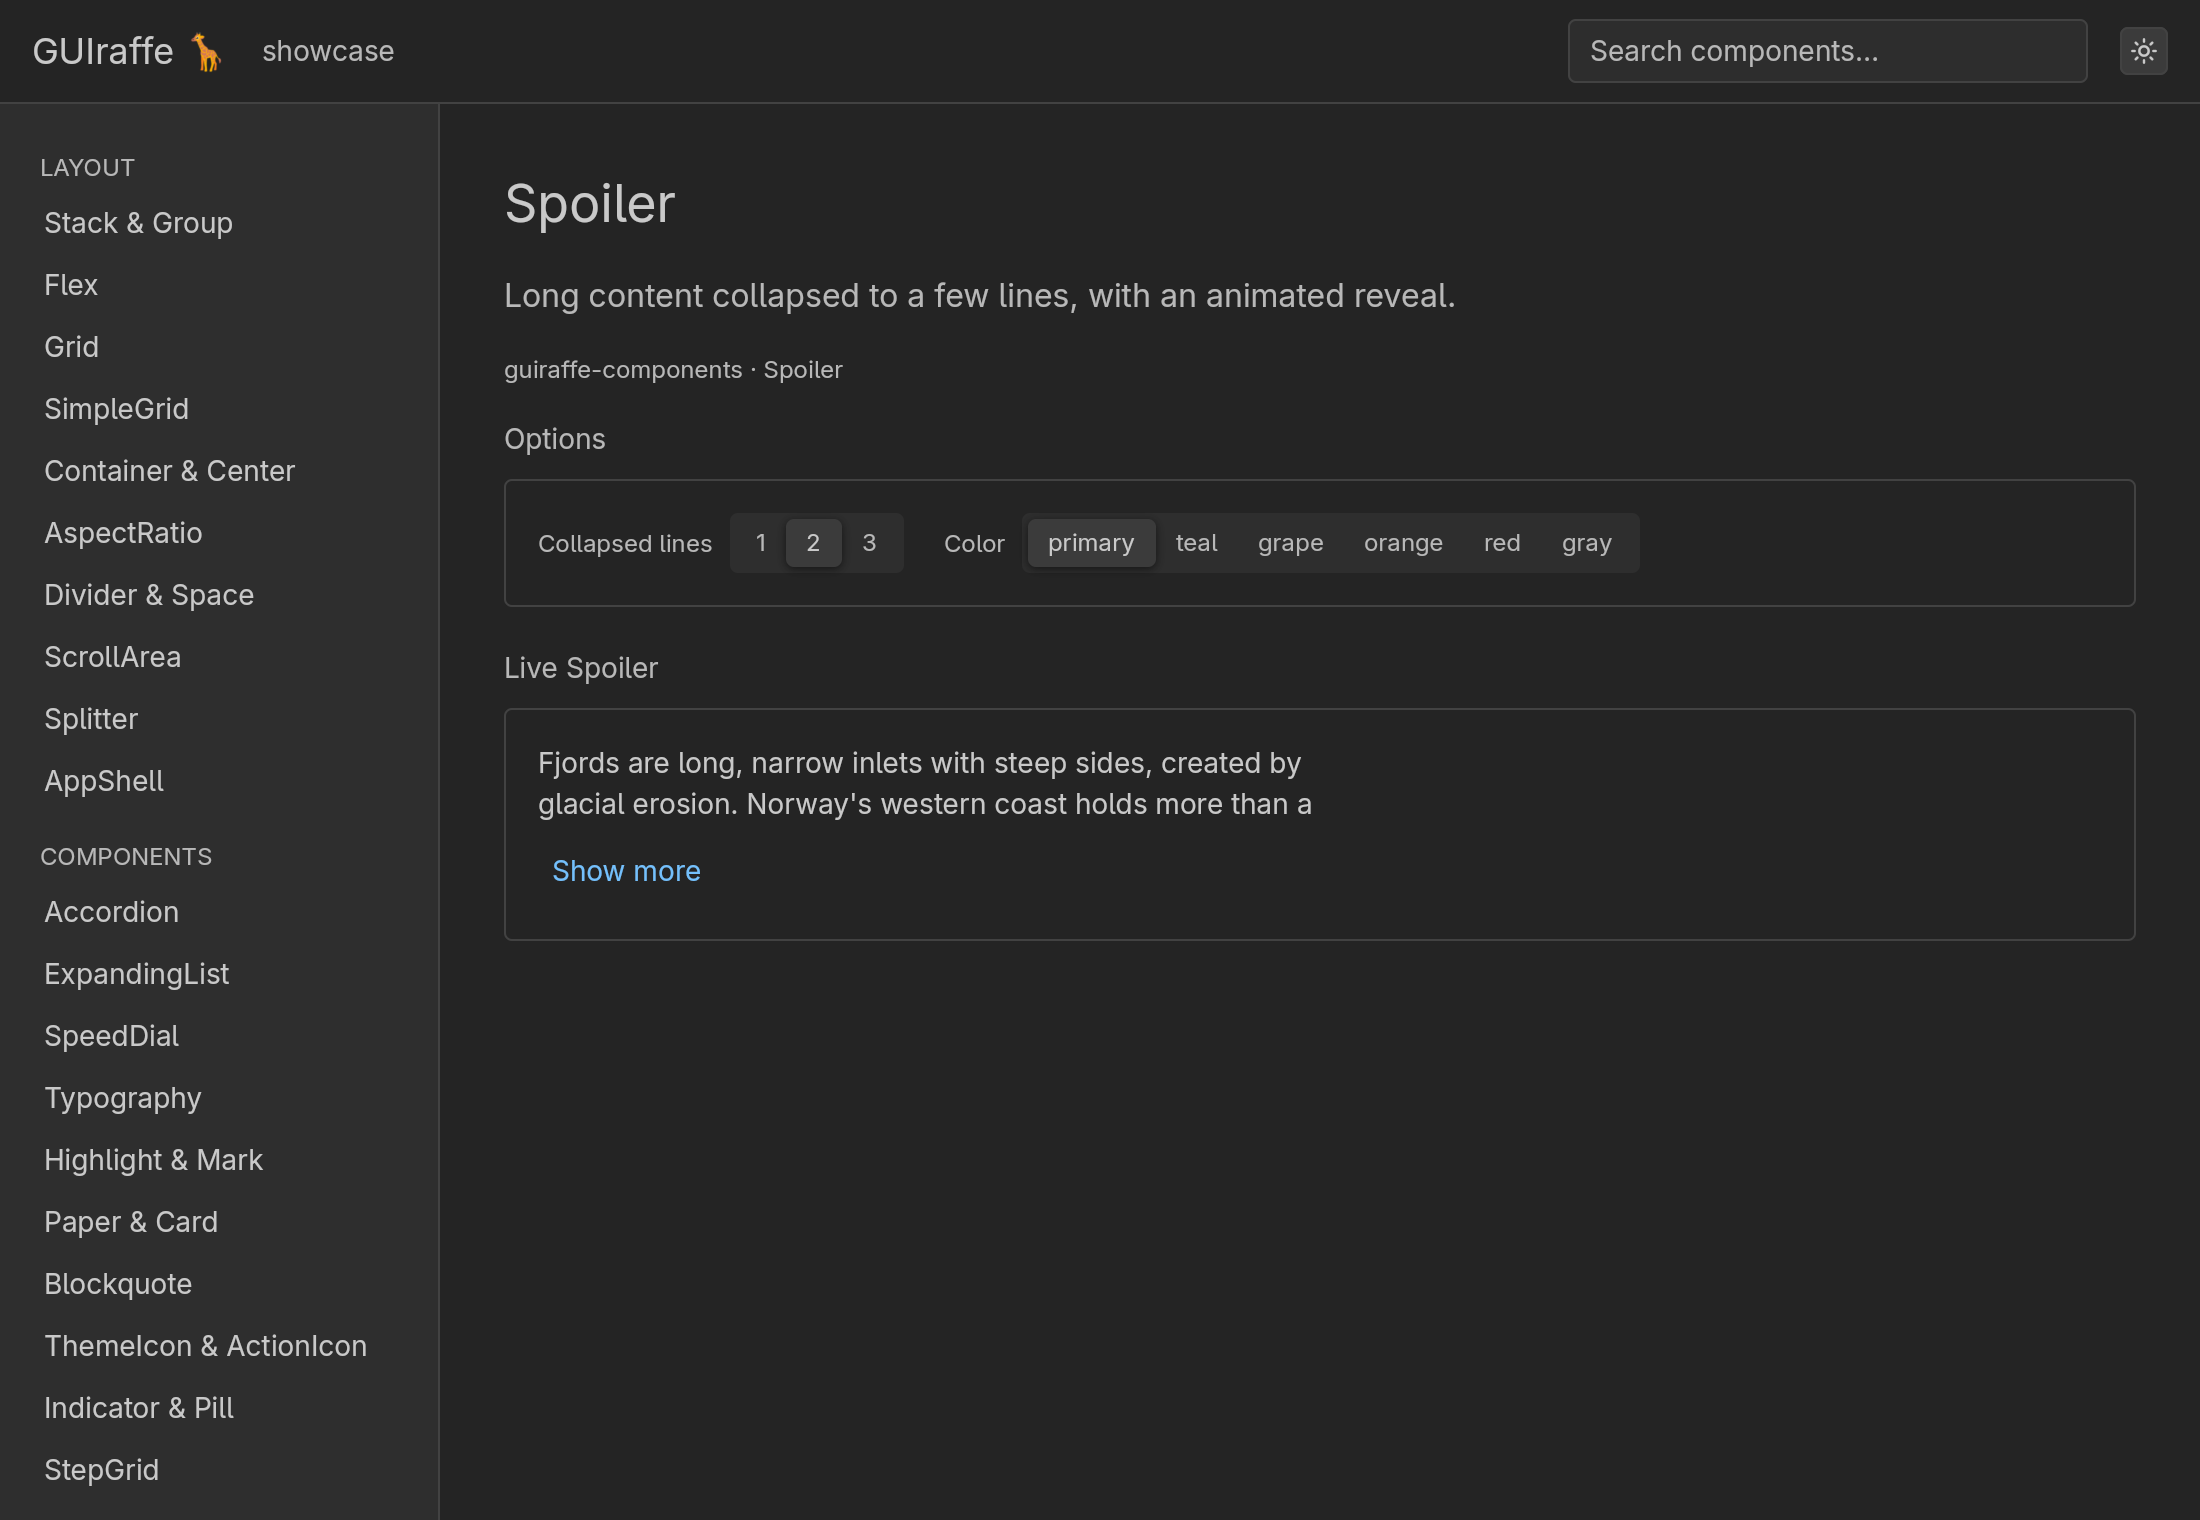 GUIraffe 🦒 showcase
Search components...
LAYOUT
Stack & Group
Flex
Grid
SimpleGrid
Container & Center
AspectRatio
Divider & Space
ScrollArea
Splitter
AppShell
COMPONENTS
Accordion
ExpandingList
SpeedDial
Typography
Highlight & Mark
Paper & Card
Blockquote
ThemeIcon & ActionIcon
Indicator & Pill
StepGrid
Spoiler
Long content collapsed to a few lines, with an animated reveal.
guiraffe-components · Spoiler
Options
Collapsed lines 1 2 3 Color primary teal grape orange red gray
Live Spoiler
Fjords are long, narrow inlets with steep sides, created by
glacial erosion. Norway's western coast holds more than a
Show more